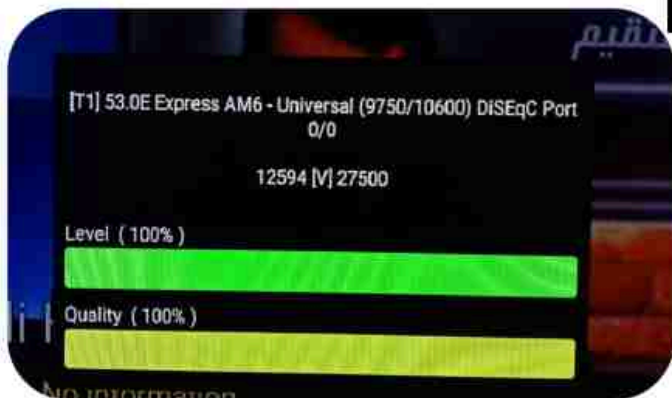 [T1] 53.0E Express AM6 - Universal (9750/10600) DiSEqC Port
0/0
12594 [V] 27500
Level ( 100% )
Quality ( 100% )
No information